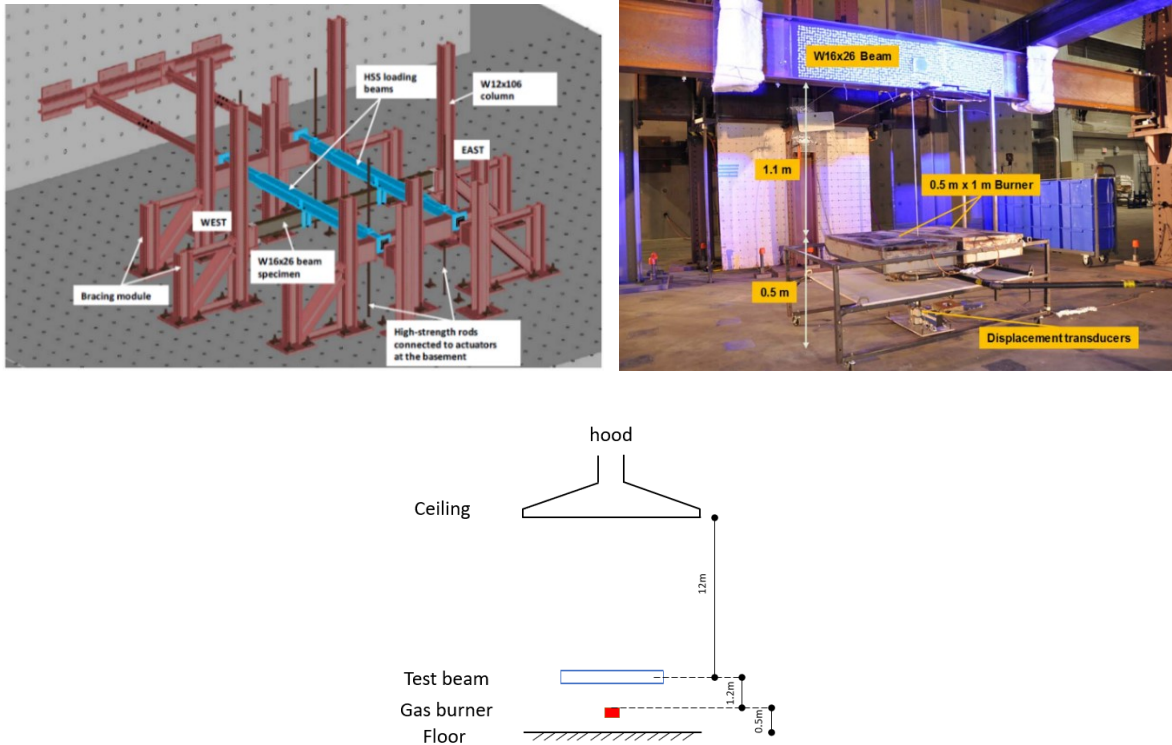 HSS loading
beams
W12x106
column
EAST
WEST
W16x26 beam
specimen
Bracing module
High-strength rods
connected to actuators
at the basement
W16x26 Beam
1.1 m
0.5 m x 1 m Burner
0.5 m
Displacement transducers
hood
Ceiling
12m
Test beam
1.2m
Gas burner
0.5m
Floor